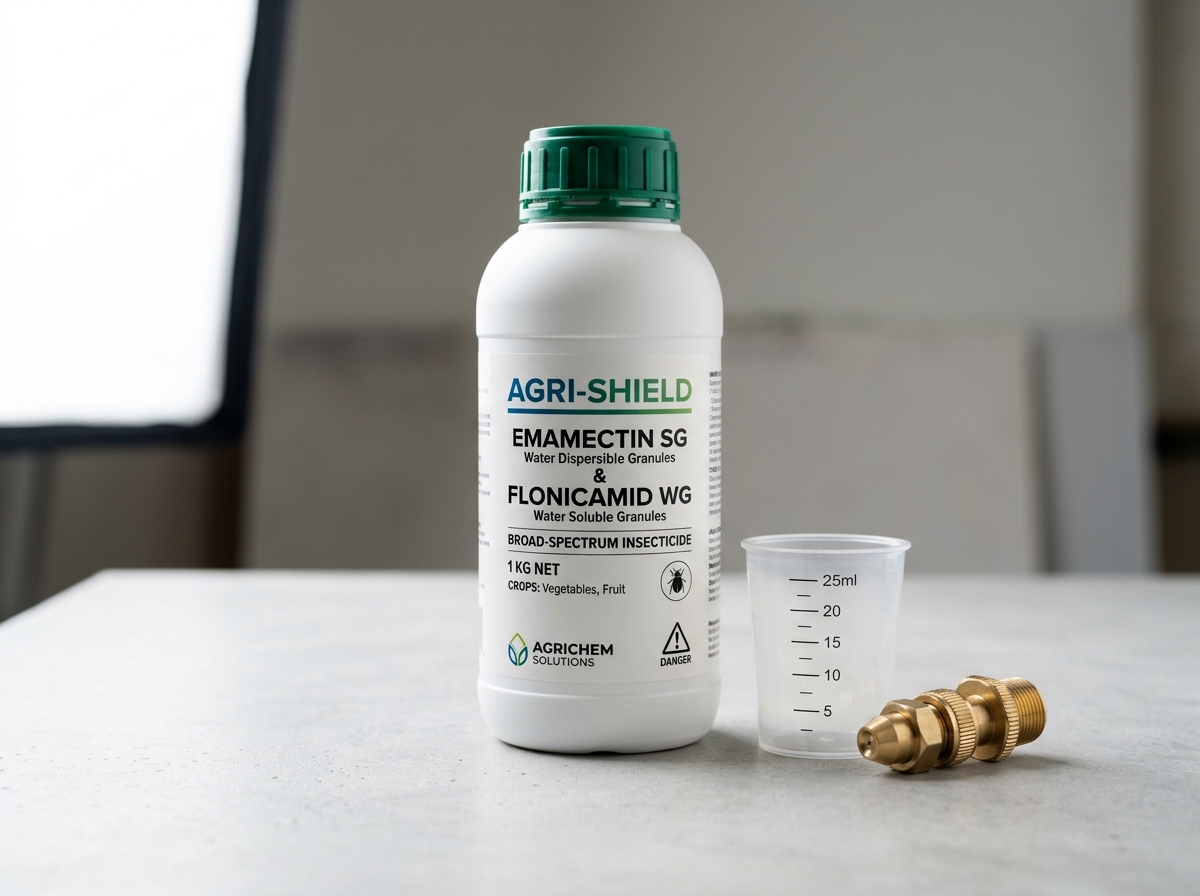 AGRI-SHIELD
EMAMECTIN SG
Water Dispersible Granules
&
FLONICAMID WG
Water Soluble Granules
BROAD-SPECTRUM INSECTICIDE
1 KG NET
CROPS: Vegetables, Fruit
AGRICHEM
SOLUTIONS
DANGER
25ml
20
15
10
5